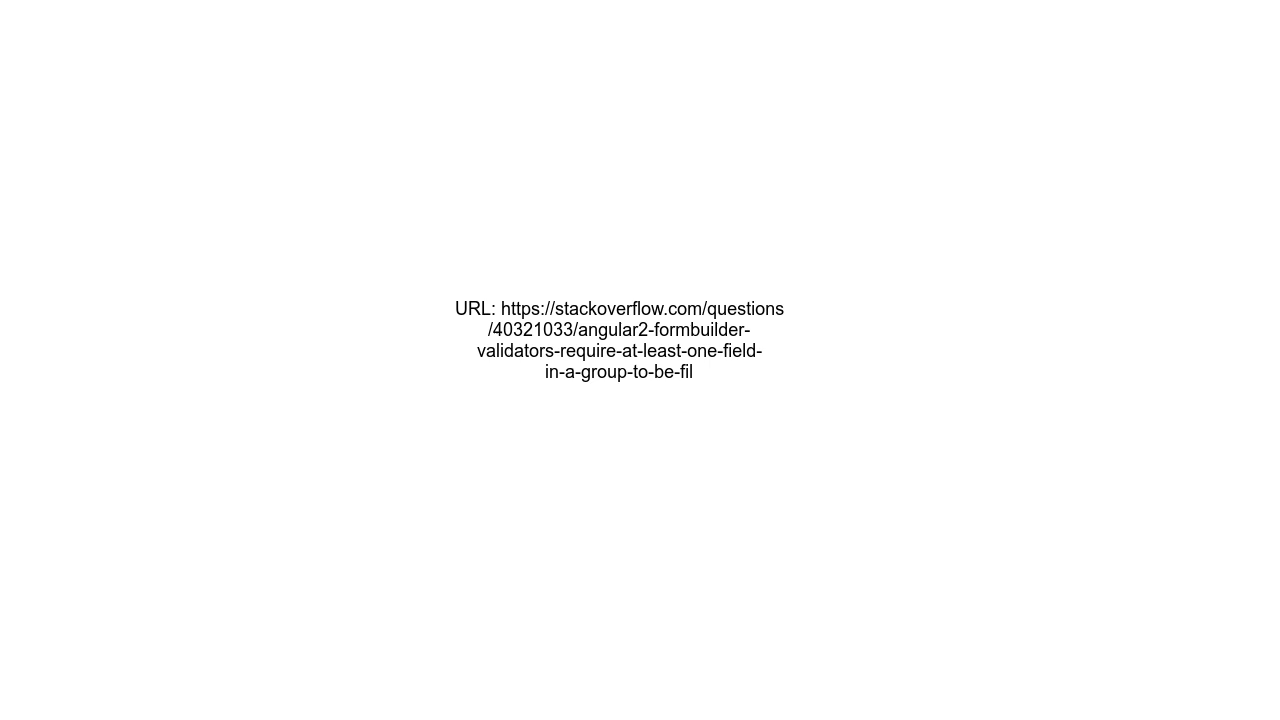 URL: https://stackoverflow.com/questions
/40321033/angular2-formbuilder-
validators-require-at-least-one-field-
in-a-group-to-be-fil